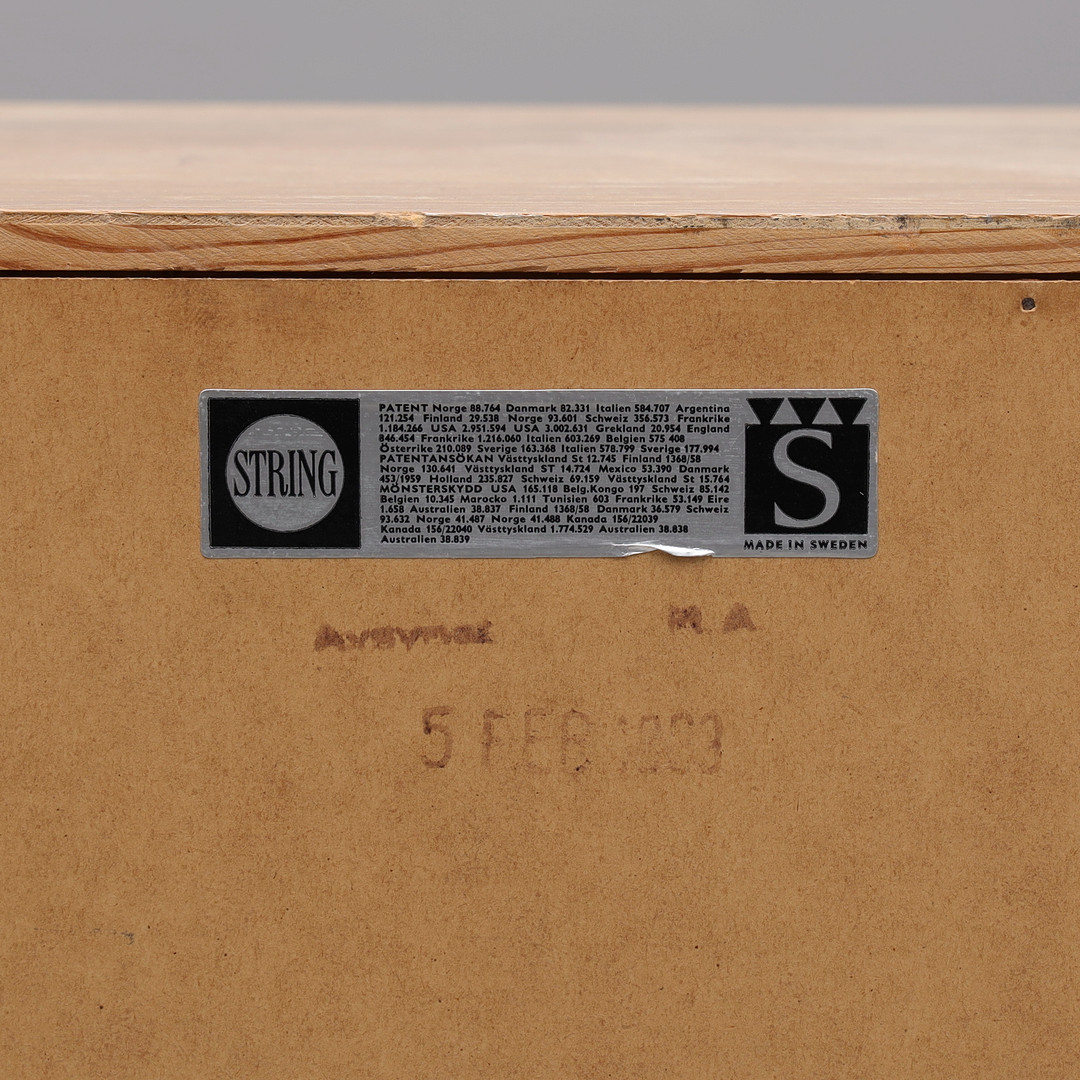 STRING
PATENT Norge 88.764 Danmark 82.331 Italien 584.707 Argentina
121.254 Finland 29.538 Norge 93.601 Schweiz 356.573 Frankrike
1.184.266 USA 2.951.594 USA 3.002.631 Grekland 20.954 England
846.454 Frankrike 1.216.060 Italien 603.269 Belgien 575 408
Österrike 210.089 Sverige 163.368 Italien 578.799 Sverige 177.994
PATENTANSÖKAN Västtyskland St 12.745 Finland 1368/58
Norge 130.641 Västtyskland ST 14.724 Mexico 53.390 Danmark
453/1959 Holland 235.827 Schweiz 69.159 Västtyskland St 15.764
MÖNSTERSKYDD USA 165.118 Belg.Kongo 197 Schweiz 85.142
Belgien 10.345 Marocko 1.111 Tunisien 603 Frankrike 53.149 Eire
1.658 Australien 38.837 Finland 1368/58 Danmark 36.579 Schweiz
93.632 Norge 41.487 Norge 41.488 Kanada 156/22039
Kanada 156/22040 Västtyskland 1.774.529 Australien 38.838
Australien 38.839
S
MADE IN SWEDEN
Avsynat M A
5 FEB